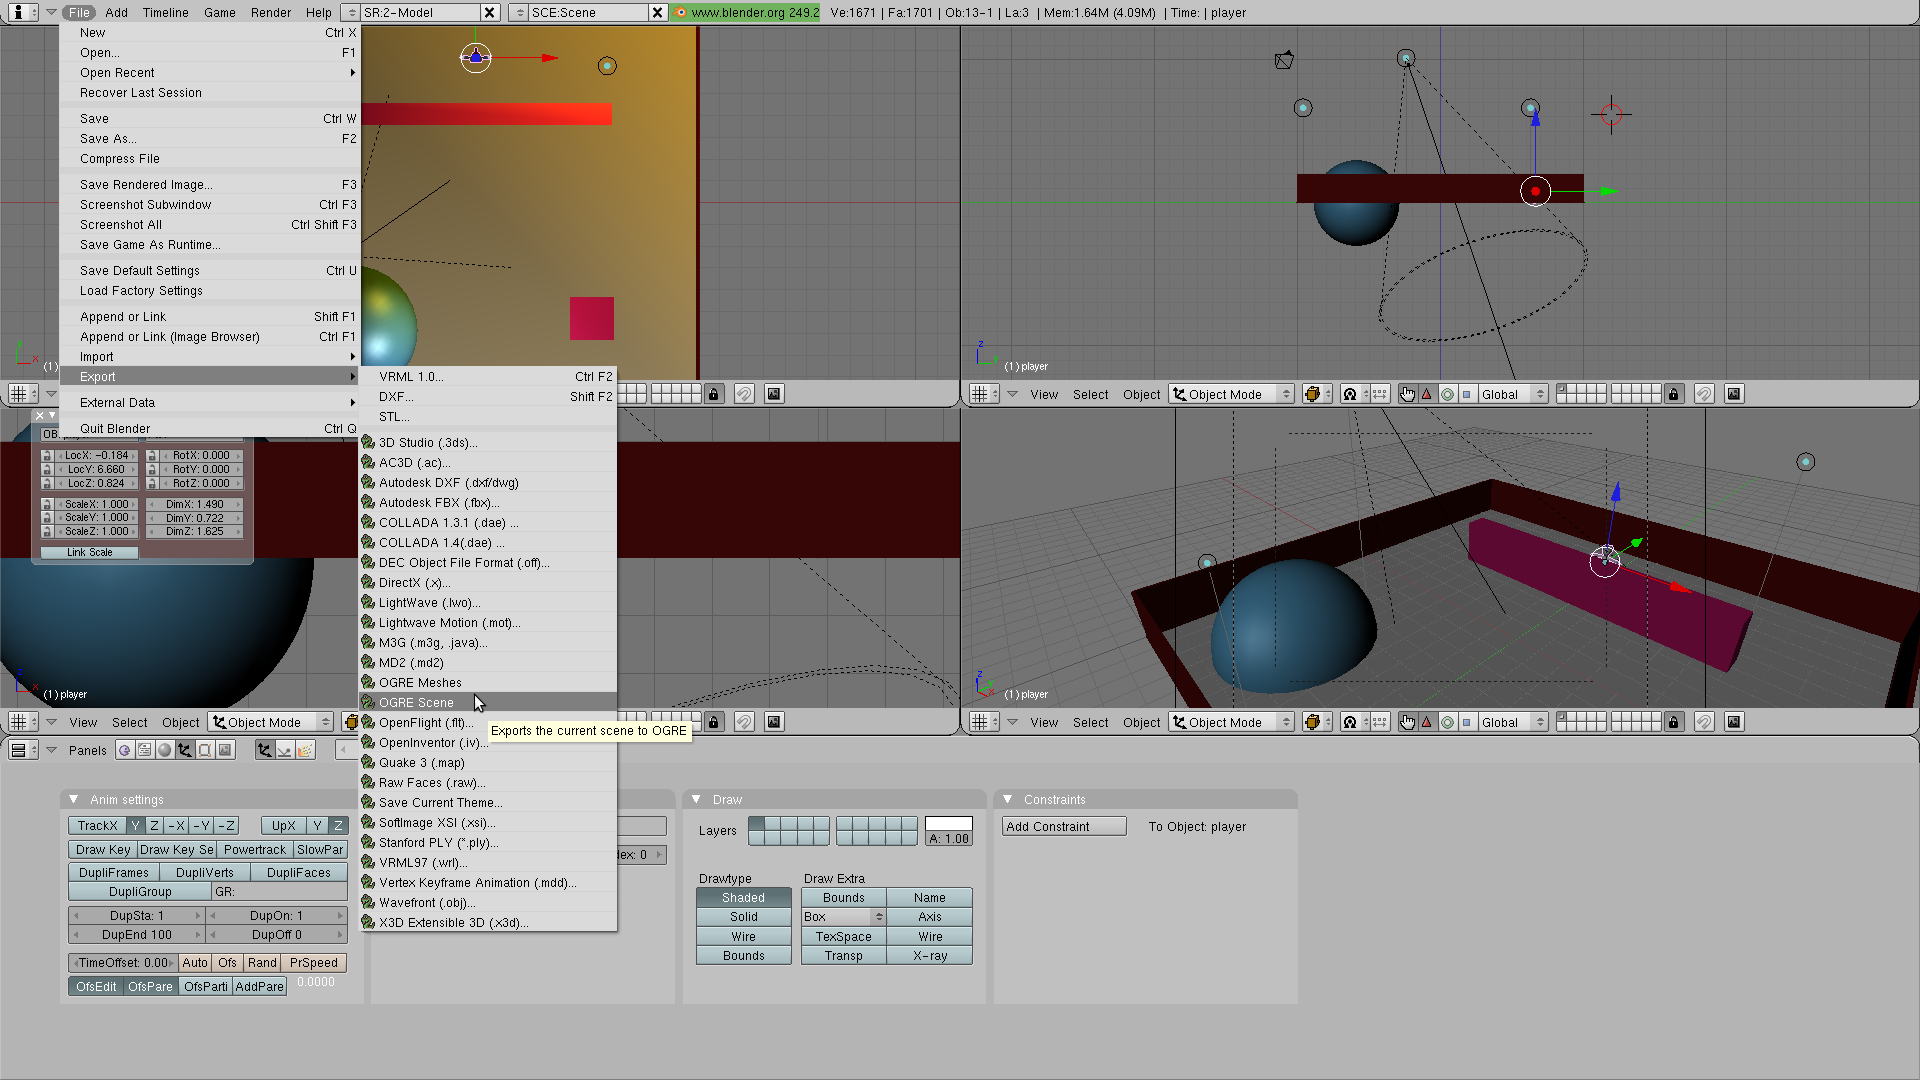 File Add Timeline Game Render Help SR:2-Model SCE:Scene www.blender.org 249.2 Ve:1671 | Fa:1701 | Ob:13-1 | La:3 | Mem:1.64M (4.09M) | Time: | player
New Ctrl X
Open... F1
Open Recent
Recover Last Session
Save Ctrl W
Save As... F2
Compress File
Save Rendered Image... F3
Screenshot Subwindow Ctrl F3
Screenshot All Ctrl Shift F3
Save Game As Runtime...
Save Default Settings Ctrl U
Load Factory Settings
Append or Link Shift F1
Append or Link (Image Browser) Ctrl F1
Import
Export
External Data
Quit Blender Ctrl Q
VRML 1.0... Ctrl F2
DXF... Shift F2
STL...
3D Studio (.3ds)...
AC3D (.ac)...
Autodesk DXF (.dxf/dwg)
Autodesk FBX (.fbx)...
COLLADA 1.3.1 (.dae) ...
COLLADA 1.4(.dae) ...
DEC Object File Format (.off)...
DirectX (.x)...
LightWave (.lwo)...
Lightwave Motion (.mot)...
M3G (.m3g, .java)...
MD2 (.md2)
OGRE Meshes
OGRE Scene
OpenFlight (.flt)...
OpenInventor (.iv)...
Quake 3 (.map)
Raw Faces (.raw)...
Save Current Theme...
SoftImage XSI (.xsi)...
Stanford PLY (*.ply)...
VRML97 (.wrl)...
Vertex Keyframe Animation (.mdd)...
Wavefront (.obj)...
X3D Extensible 3D (.x3d)...
Exports the current scene to OGRE
x
(1)
z
(1) player
View Select Object Object Mode Global
LocX: -0.184 RotX: 0.000
LocY: 6.660 RotY: 0.000
LocZ: 0.824 RotZ: 0.000
ScaleX: 1.000 DimX: 1.490
ScaleY: 1.000 DimY: 0.722
ScaleZ: 1.000 DimZ: 1.625
Link Scale
(1) player
View Select Object Object Mode
z
x
(1) player
View Select Object Object Mode Global
Panels
Anim settings
TrackX Y Z -X -Y -Z UpX Y Z
Draw Key Draw Key Se Powertrack SlowPar
DupliFrames DupliVerts DupliFaces
DupliGroup GR:
DupSta: 1 DupOn: 1
DupEnd 100 DupOff 0
TimeOffset: 0.00 Auto Ofs Rand PrSpeed
OfsEdit OfsPare OfsParti AddPare 0.0000
dex: 0
Draw
Layers A: 1.00
Drawtype Draw Extra
Shaded Bounds Name
Solid Box Axis
Wire TexSpace Wire
Bounds Transp X-ray
Constraints
Add Constraint To Object: player